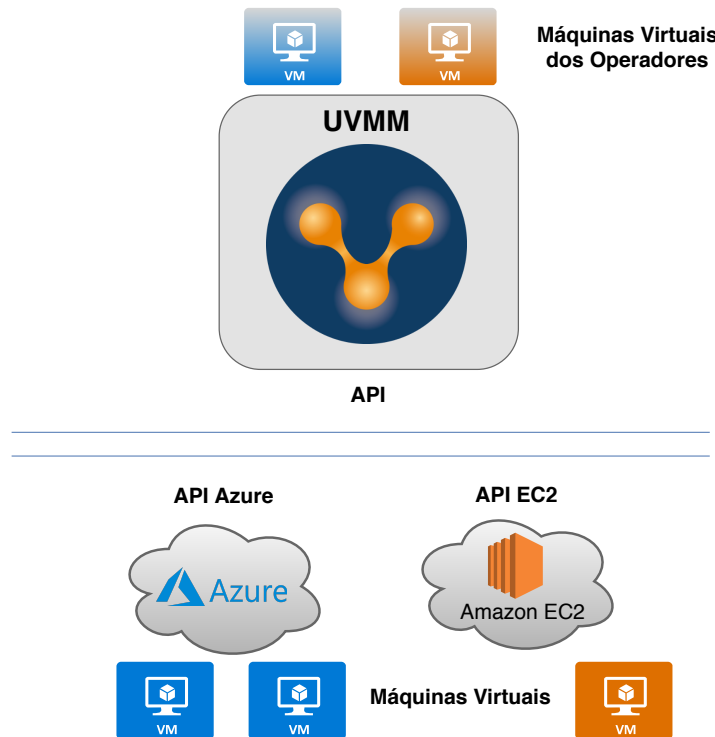 VM
VM
Máquinas Virtuais
dos Operadores
UVMM
API
API Azure
API EC2
Azure
Amazon EC2
Máquinas Virtuais
VM
VM
VM